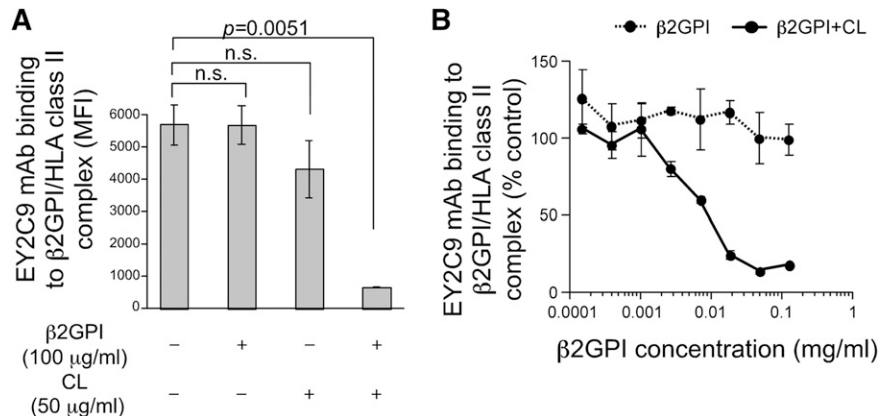 A
p=0.0051
n.s.
n.s.
EY2C9 mAb binding
to β2GPI/HLA class II
complex (MFI)
6000
5000
4000
3000
2000
1000
0
β2GPI
(100 μg/ml)
– + – +
CL
(50 μg/ml)
– – + +
B
β2GPI β2GPI+CL
EY2C9 mAb binding to
β2GPI/HLA class II
complex (% control)
150
100
50
0
0.0001 0.001 0.01 0.1 1
β2GPI concentration (mg/ml)